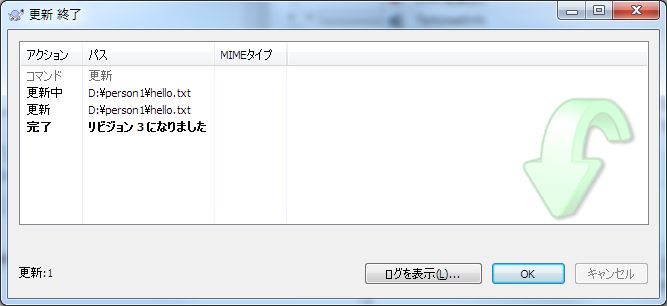 更新 終了
アクション パス MIMEタイプ
コマンド 更新
更新中 D:¥person1¥hello.txt
更新 D:¥person1¥hello.txt
完了 リビジョン 3 になりました
更新:1
ログを表示(L)... OK キャンセル